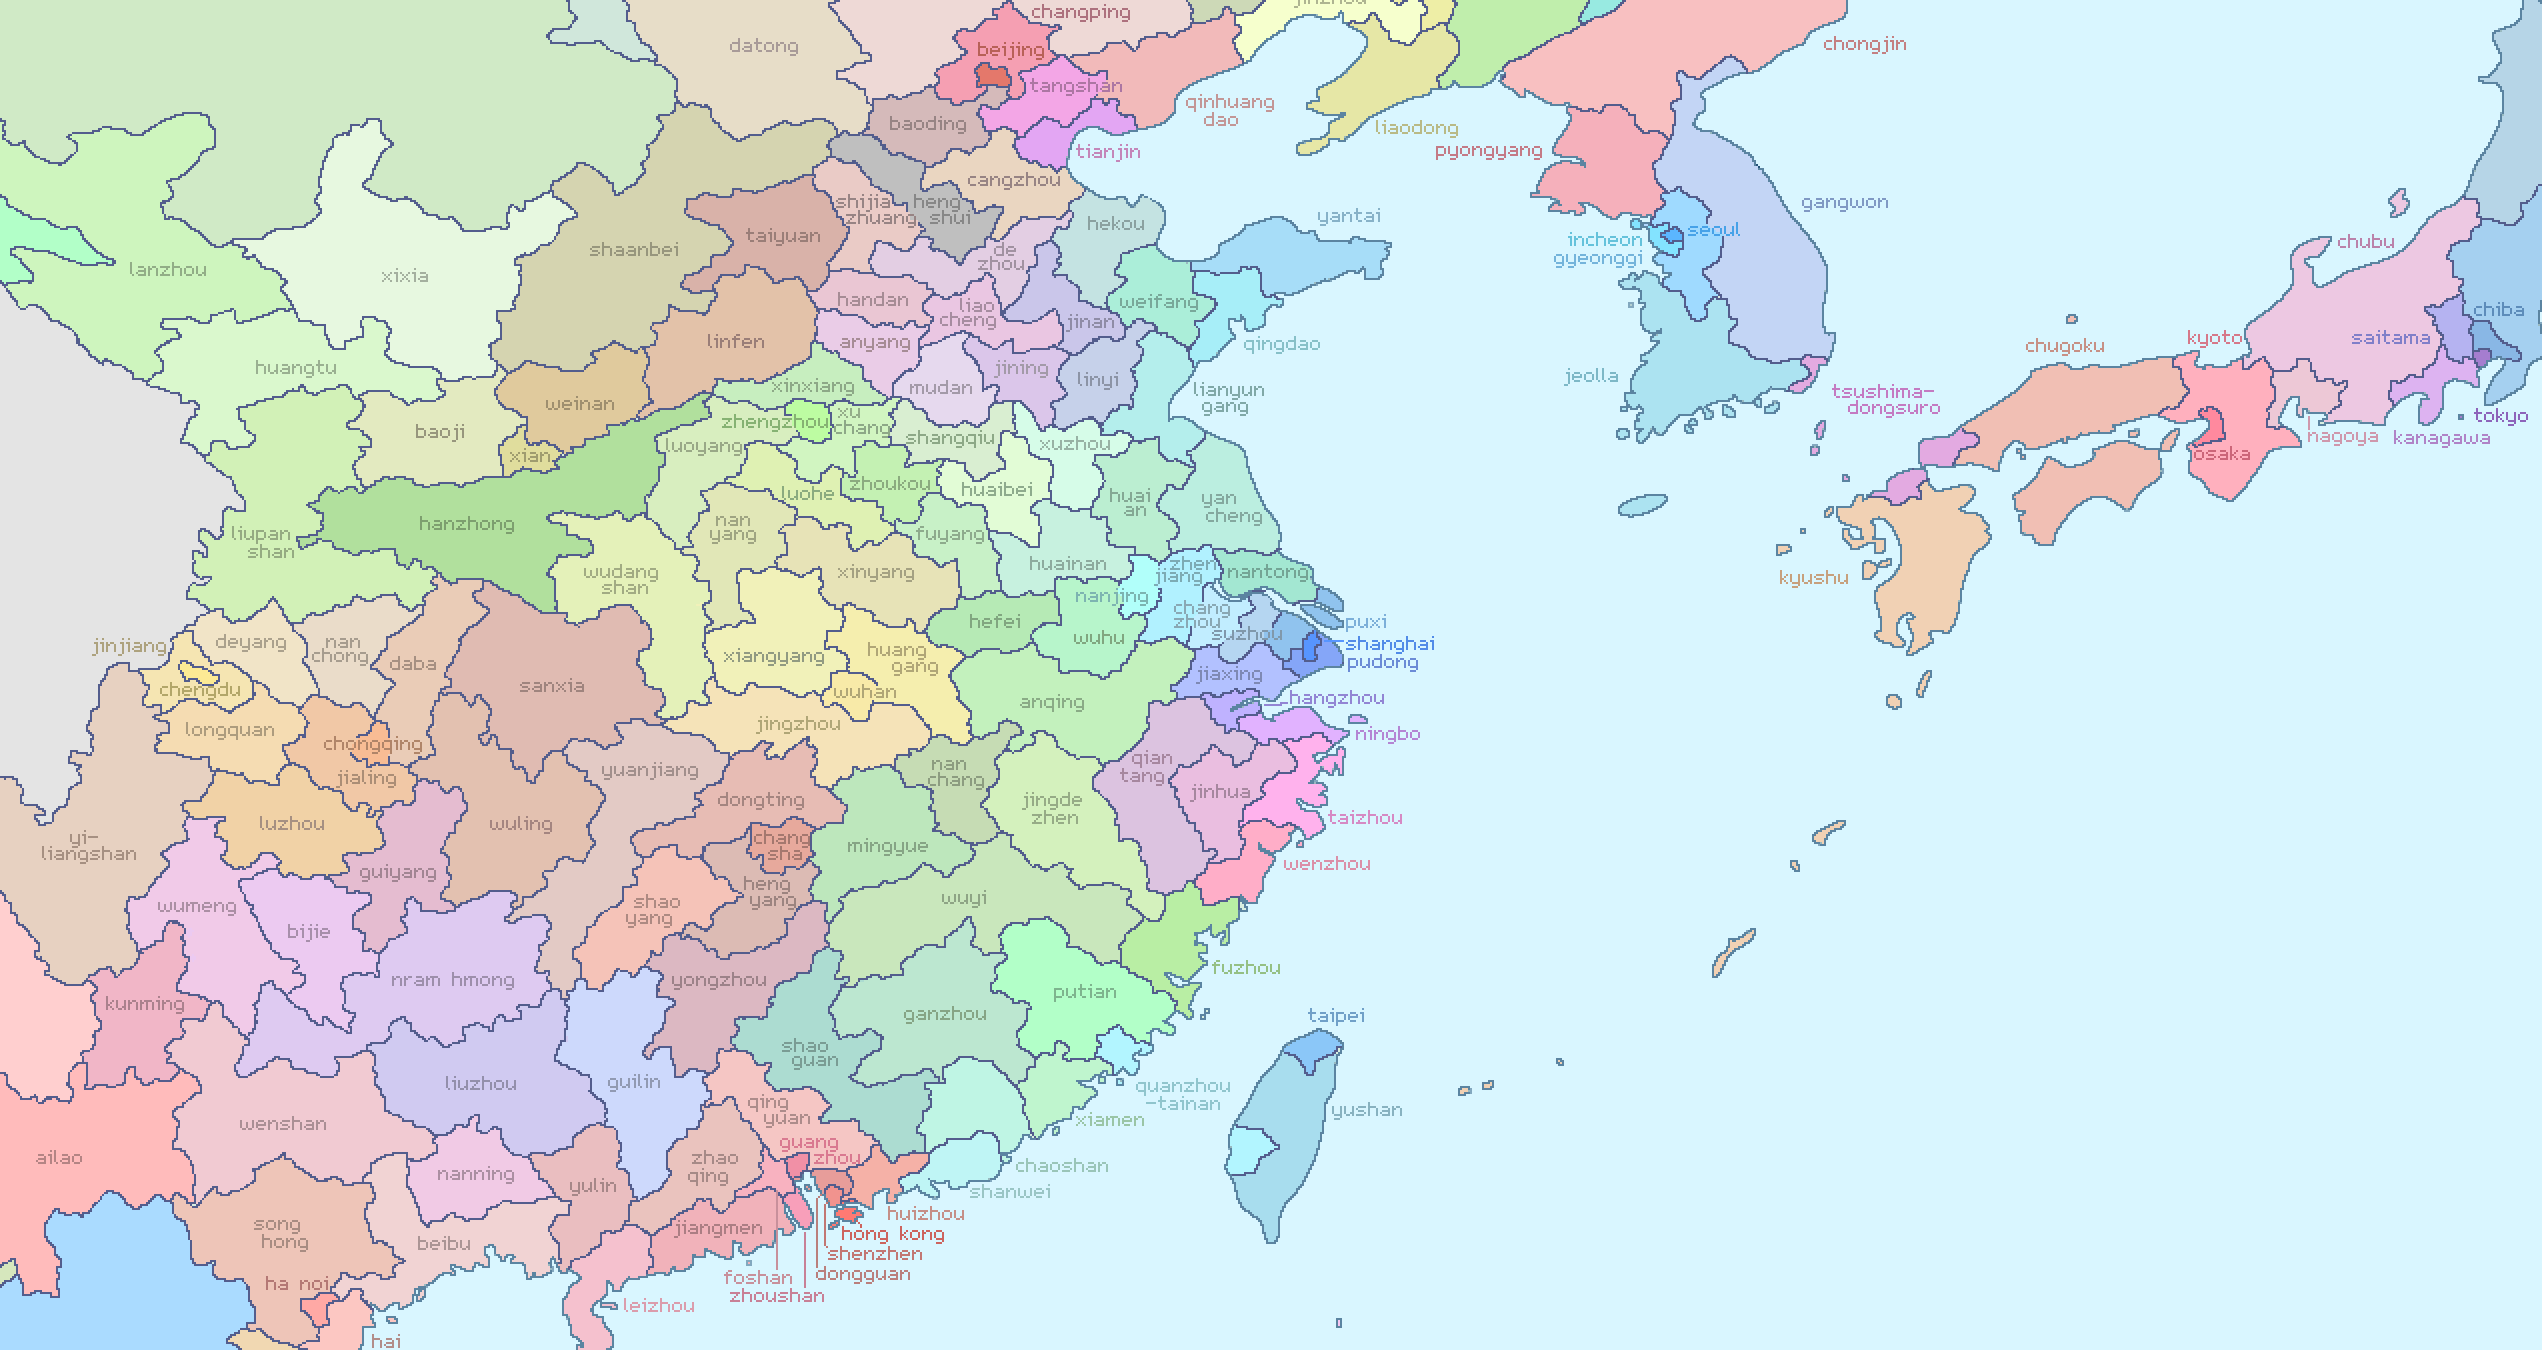 changping
jinzhou
datong
beijing
chongjin
tangshan
qinhuang
dao
baoding
liaodong
tianjin
pyongyang
cangzhou
shijia
zhuang
heng
shui
gangwon
yantai
hekou
seoul
incheon
gyeonggi
taiyuan
shaanbei
de
zhou
chubu
lanzhou
xixia
handan
liao
cheng
weifang
jinan
chiba
linfen
anyang
qingdao
kyoto
saitama
chugoku
huangtu
jining
linyi
mudan
xinxiang
jeolla
lianyun
gang
tsushima-
dongsuro
weinan
baoji
zhengzhou
xu
chang
tokyo
nagoya
kanagawa
shangqiu
xuzhou
luoyang
xian
osaka
zhoukou
huaibei
luohe
huai
an
yan
cheng
hanzhong
nan
yang
fuyang
liupan
shan
huainan
zhen
jiang
nantong
wudang
shan
xinyang
kyushu
nanjing
chang
zhou
hefei
puxi
suzhou
wuhu
shanghai
pudong
jinjiang
deyang
nan
chong
daba
xiangyang
huang
gang
jiaxing
chengdu
sanxia
wuhan
hangzhou
anqing
longquan
jingzhou
ningbo
chongqing
jialing
yuanjiang
nan
chang
qian
tang
jinhua
dongting
jingde
zhen
taizhou
luzhou
wuling
yi-
liangshan
chang
sha
mingyue
wenzhou
guiyang
heng
yang
wumeng
shao
yang
wuyi
bijie
fuzhou
nram hmong
yongzhou
putian
kunming
ganzhou
taipei
shao
guan
liuzhou
guilin
quanzhou
-tainan
qing
yuan
yushan
wenshan
xiamen
guang
zhou
ailao
zhao
qing
nanning
yulin
chaoshan
shanwei
song
hong
beibu
jiangmen
huizhou
hong kong
shenzhen
dongguan
foshan
zhoushan
ha noi
leizhou
hai